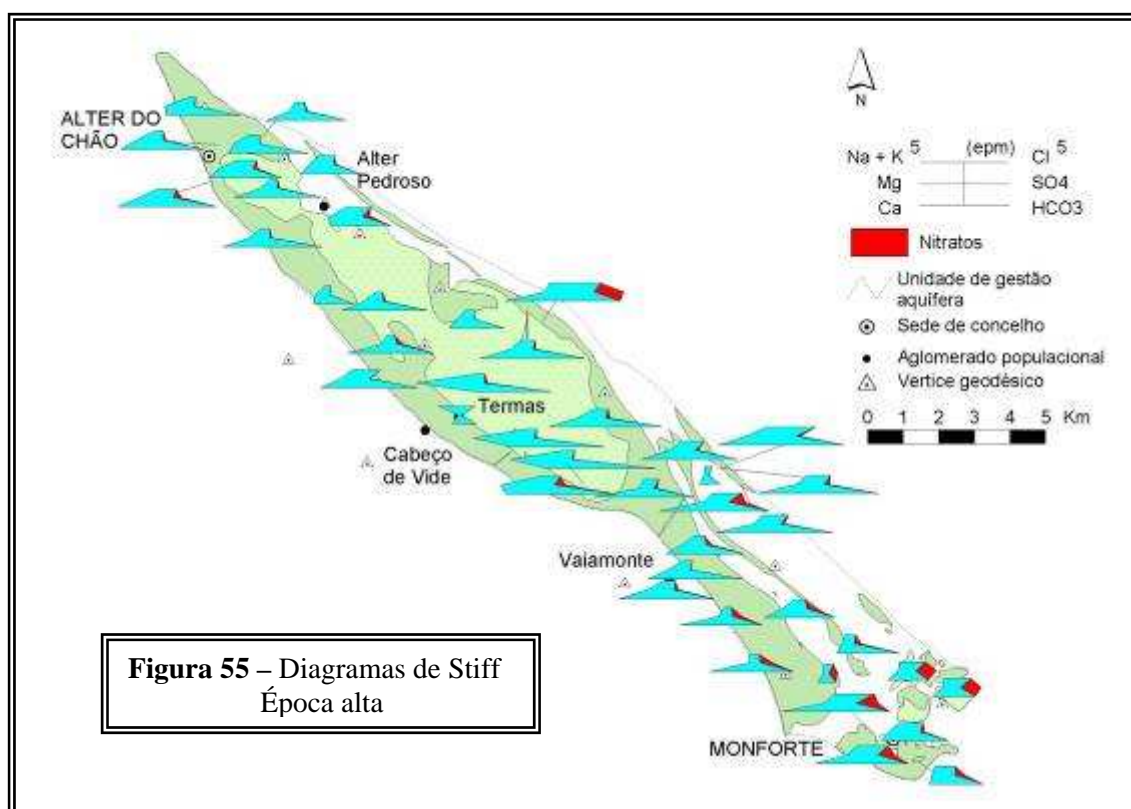 ALTER DO
CHÃO
Alter
Pedroso
Termas
Cabeço
de Vide
Vaiamonte
MONFORTE
N
5 (epm) 5
Na + K Cl
Mg SO4
Ca HCO3
Nitratos
Unidade de gestão
aquífera
Sede de concelho
Aglomerado populacional
Vertice geodésico
0 1 2 3 4 5 Km
Figura 55 – Diagramas de Stiff
Época alta